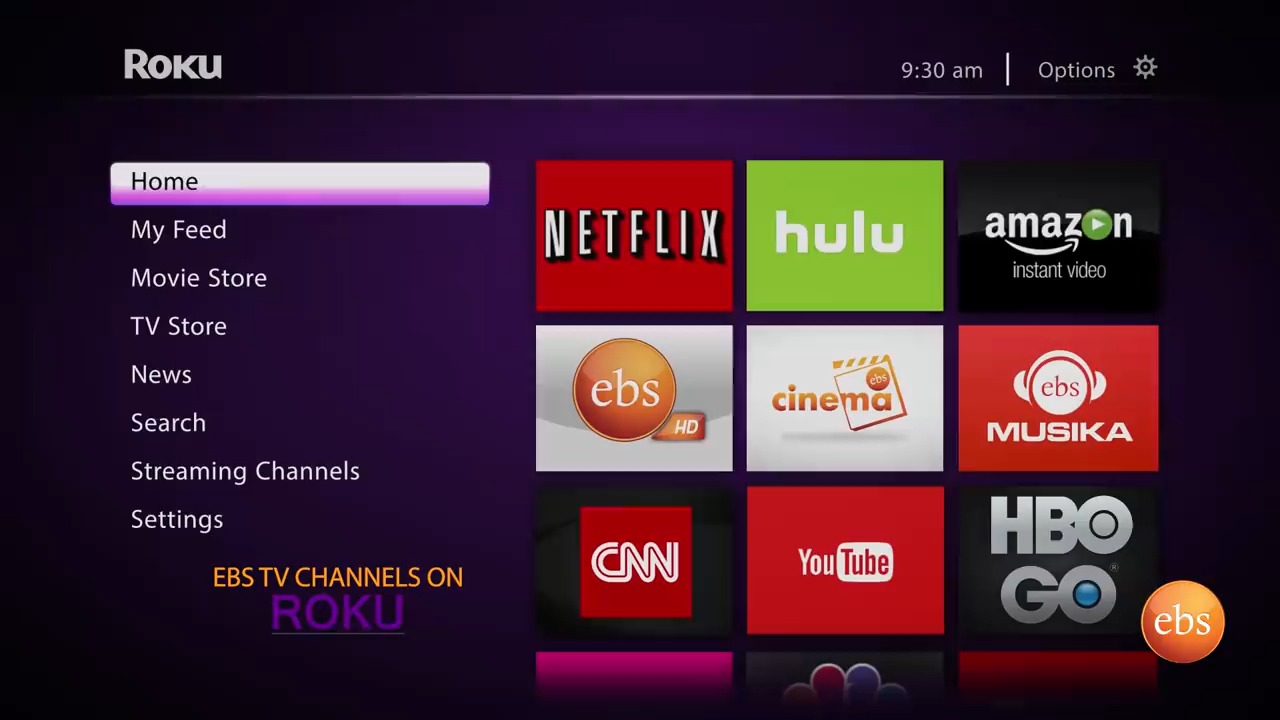 ROKU
9:30 am
Options
Home
My Feed
Movie Store
TV Store
News
Search
Streaming Channels
Settings
EBS TV CHANNELS ON
ROKU
NETFLIX
hulu
amazon
instant video
ebs
HD
cinema
ebs
ebs
MUSIKA
CNN
YouTube
HBO
GO®
ebs